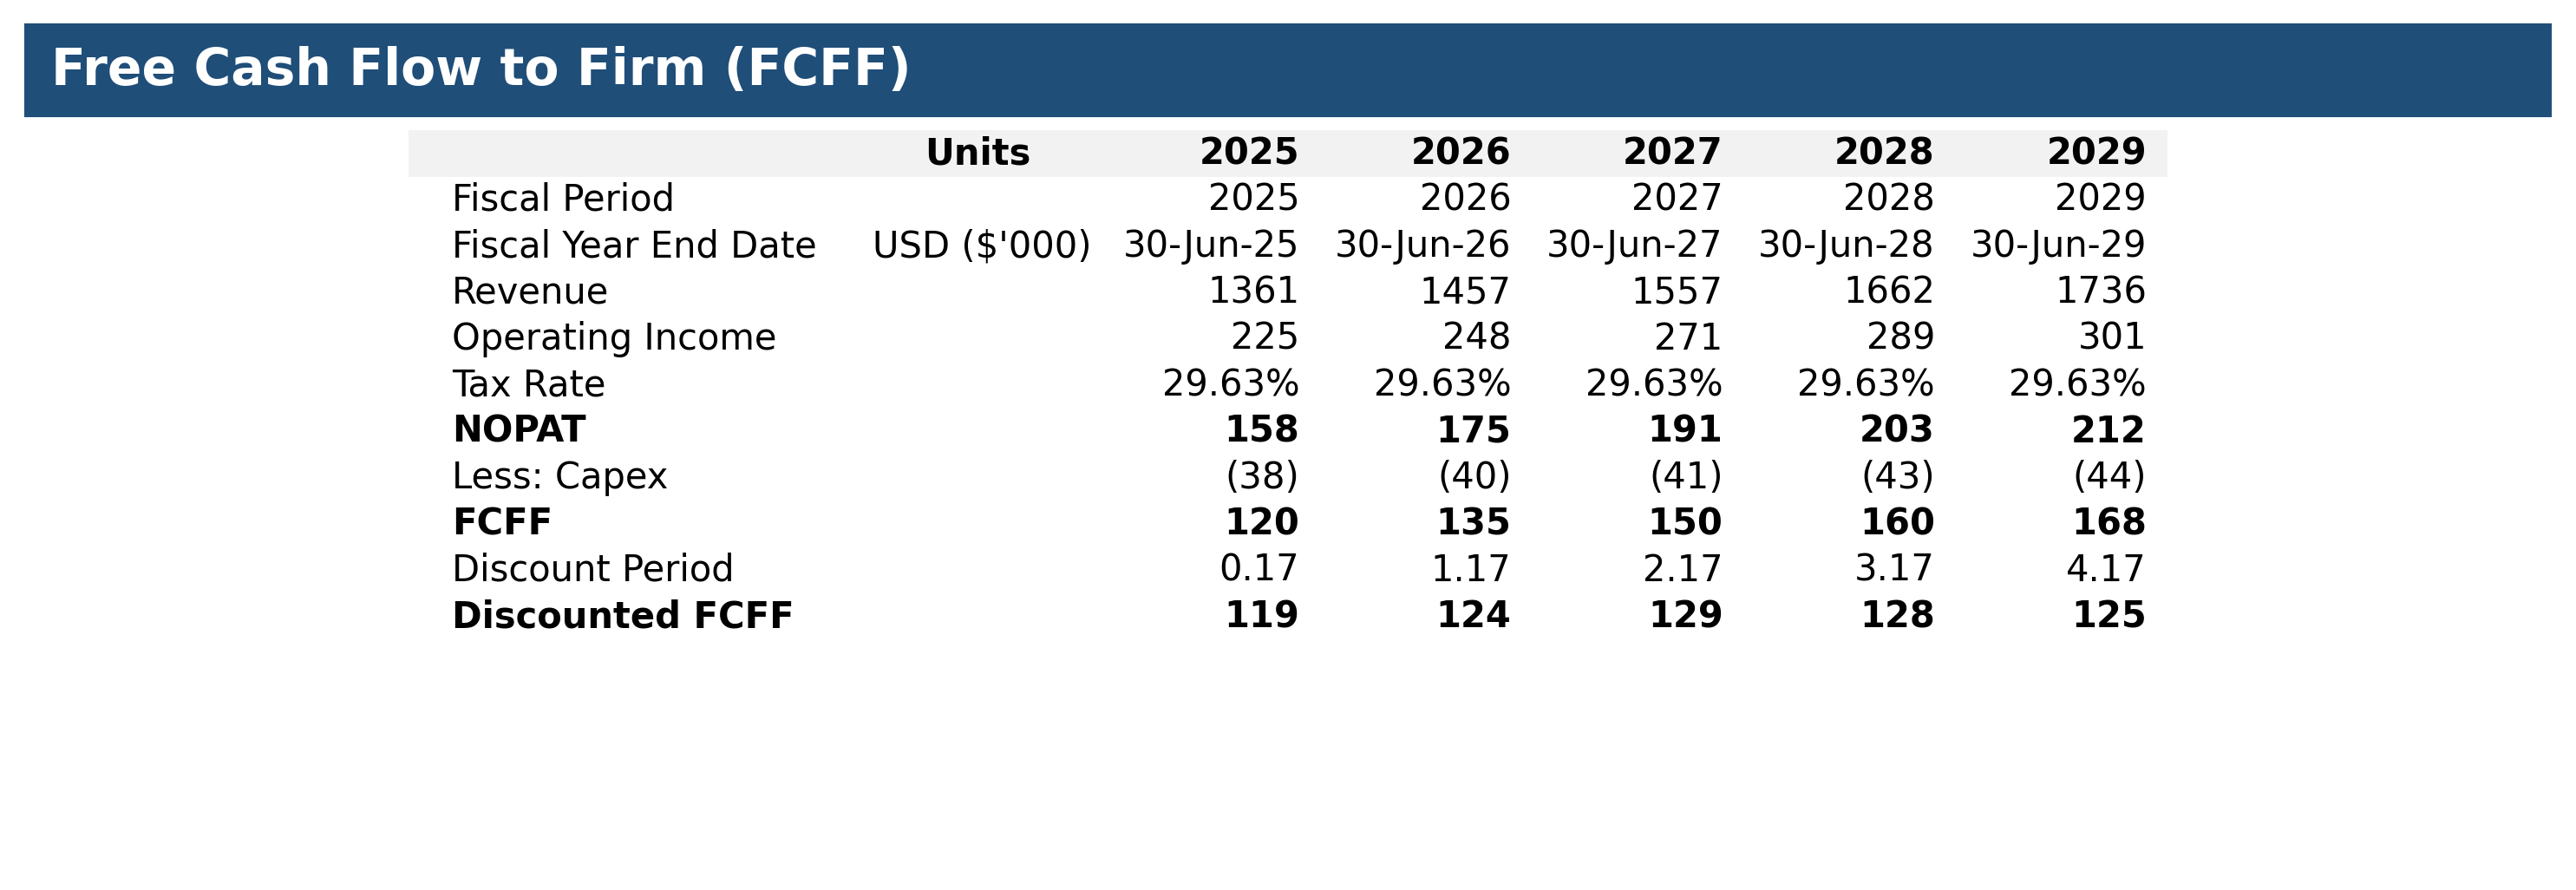 Free Cash Flow to Firm (FCFF)
Units 2025 2026 2027 2028 2029
Fiscal Period 2025 2026 2027 2028 2029
Fiscal Year End Date USD ($'000) 30-Jun-25 30-Jun-26 30-Jun-27 30-Jun-28 30-Jun-29
Revenue 1361 1457 1557 1662 1736
Operating Income 225 248 271 289 301
Tax Rate 29.63% 29.63% 29.63% 29.63% 29.63%
NOPAT 158 175 191 203 212
Less: Capex (38) (40) (41) (43) (44)
FCFF 120 135 150 160 168
Discount Period 0.17 1.17 2.17 3.17 4.17
Discounted FCFF 119 124 129 128 125